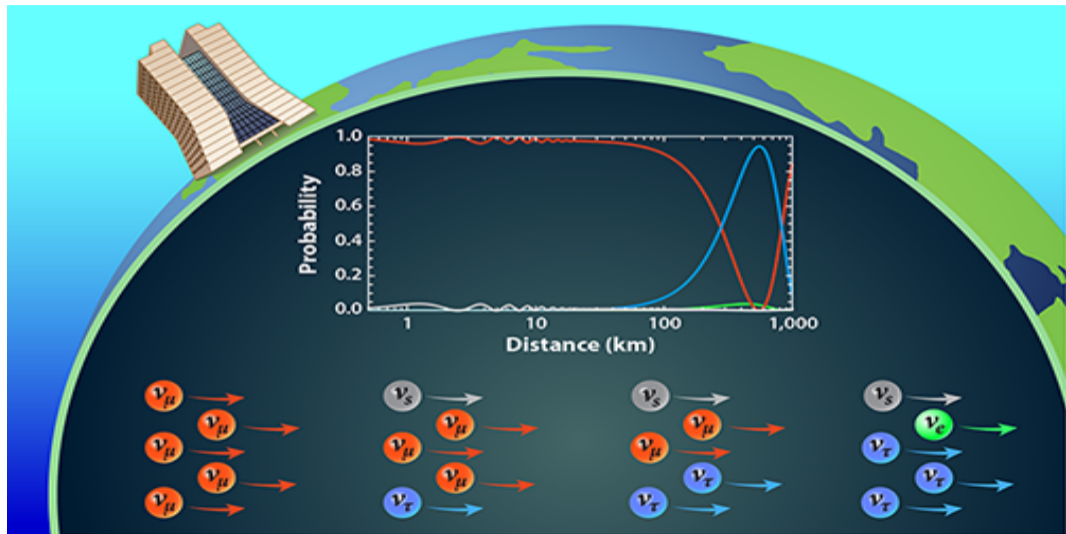 1.0
0.8
0.6
0.4
0.2
0.0
Probability
1 10 100 1,000
Distance (km)
νμ νs νs νs
νμ νμ νμ νe
νμ νμ νμ ντ
νμ νμ ντ ντ
νμ ντ ντ ντ